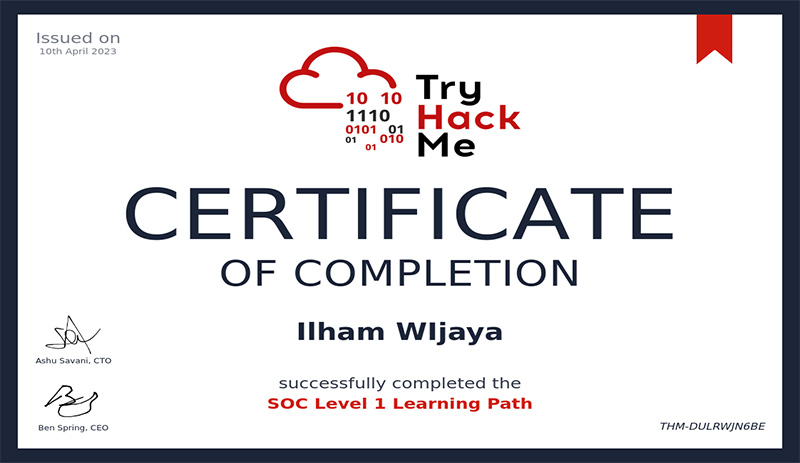 Issued on
10th April 2023
10 10
1110
0101 01
01 010
01
Try
Hack
Me
CERTIFICATE
OF COMPLETION
Ilham WIjaya
successfully completed the
SOC Level 1 Learning Path
Ashu Savani, CTO
Ben Spring, CEO
THM-DULRWJN6BE